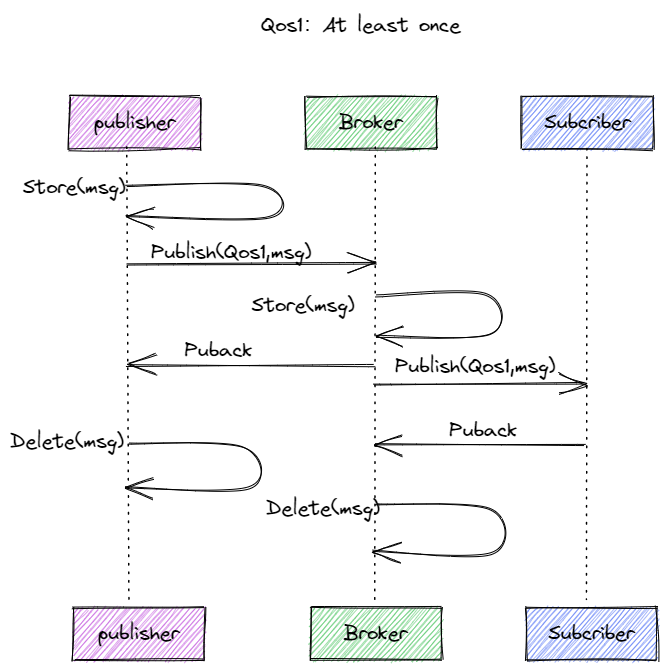 Qos1: At least once
publisher
Broker
Subcriber
Store(msg)
Publish(Qos1,msg)
Store(msg)
Puback
Publish(Qos1,msg)
Delete(msg)
Puback
Delete(msg)
publisher
Broker
Subcriber